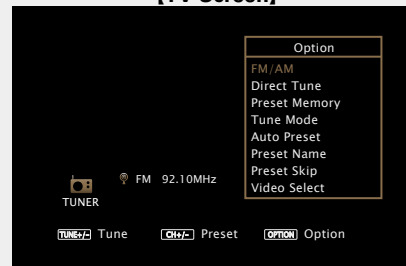 【TV Screen】
Option
FM/AM
Direct Tune
Preset Memory
Tune Mode
Auto Preset
Preset Name
Preset Skip
Video Select
FM 92.10MHz
TUNER
TUNE+/- Tune CH+/- Preset OPTION Option